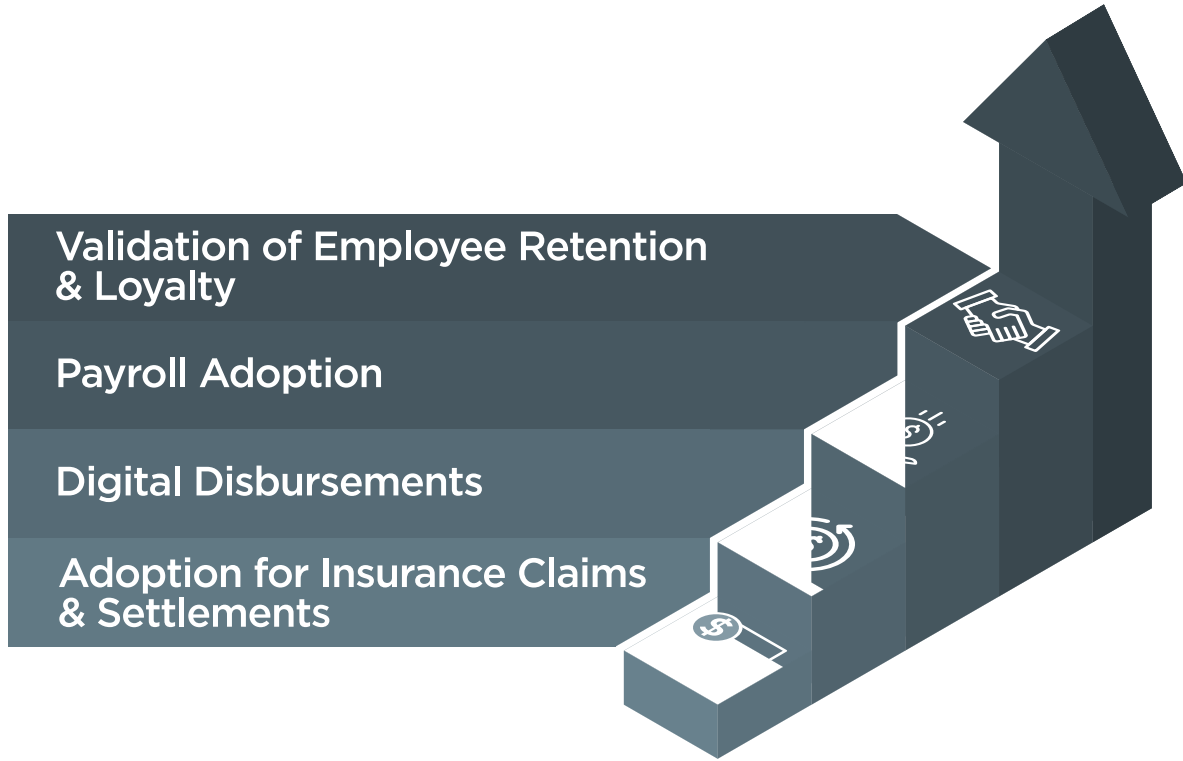 Validation of Employee Retention
& Loyalty
Payroll Adoption
Digital Disbursements
Adoption for Insurance Claims
& Settlements
$